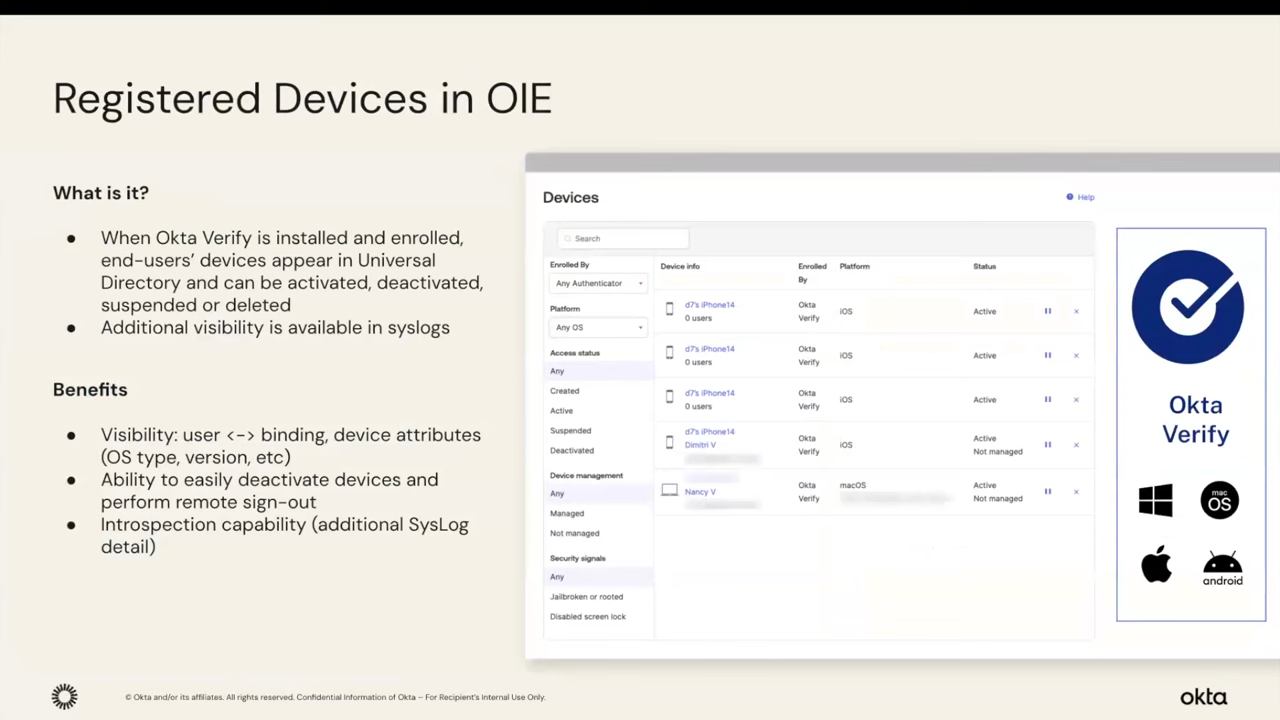 Registered Devices in OIE
What is it?
● When Okta Verify is installed and enrolled,
end-users’ devices appear in Universal
Directory and can be activated, deactivated,
suspended or deleted
● Additional visibility is available in syslogs
Benefits
● Visibility: user <-> binding, device attributes
(OS type, version, etc)
● Ability to easily deactivate devices and
perform remote sign-out
● Introspection capability (additional SysLog
detail)
Devices
Help
Search
Enrolled By
Any Authenticator
Platform
Any OS
Access status
Any
Created
Active
Suspended
Deactivated
Device management
Any
Managed
Not managed
Security signals
Any
Jailbroken or rooted
Disabled screen lock
Device info
Enrolled
By
Platform
Status
d7's iPhone14
0 users
Okta
Verify
iOS
Active
d7's iPhone14
0 users
Okta
Verify
iOS
Active
d7's iPhone14
0 users
Okta
Verify
iOS
Active
d7's iPhone14
Dimitri V
Okta
Verify
iOS
Active
Not managed
Nancy V
Okta
Verify
macOS
Active
Not managed
Okta
Verify
mac
OS
android
© Okta and/or its affiliates. All rights reserved. Confidential Information of Okta – For Recipient's Internal Use Only.
okta